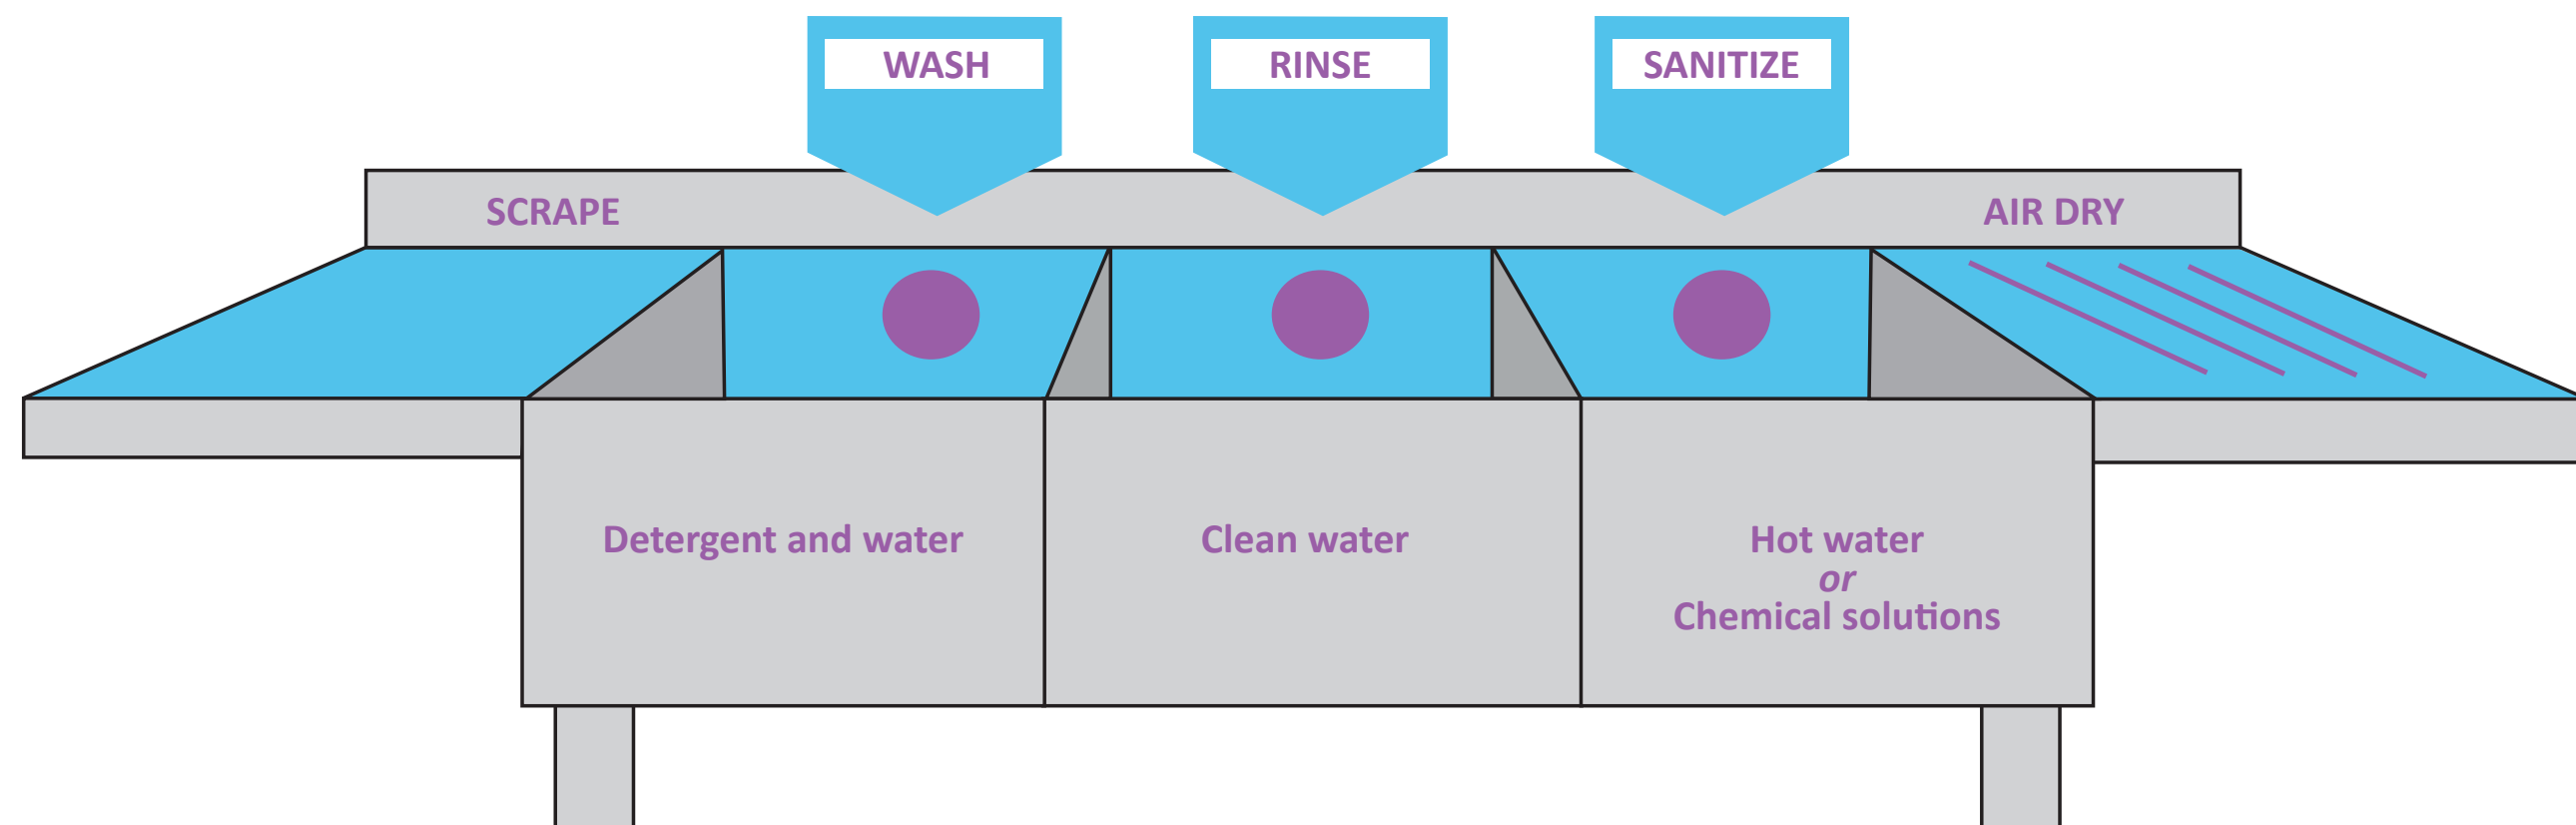 WASH
RINSE
SANITIZE
SCRAPE
AIR DRY
Detergent and water
Clean water
Hot water
or
Chemical solutions